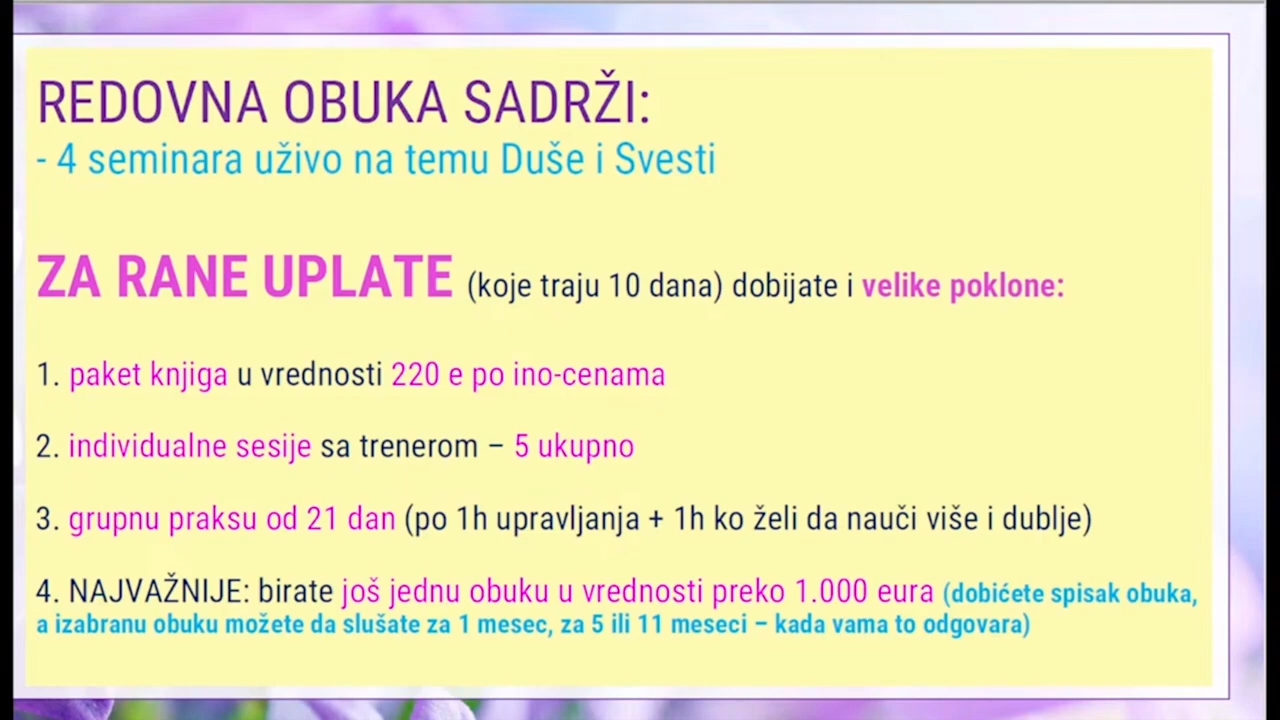 REDOVNA OBUKA SADRŽI:
- 4 seminara uživo na temu Duše i Svesti
ZA RANE UPLATE (koje traju 10 dana) dobijate i velike poklone:
1. paket knjiga u vrednosti 220 e po ino-cenama
2. individualne sesije sa trenerom – 5 ukupno
3. grupnu praksu od 21 dan (po 1h upravljanja + 1h ko želi da nauči više i dublje)
4. NAJVAŽNIJE: birate još jednu obuku u vrednosti preko 1.000 eura (dobićete spisak obuka,
a izabranu obuku možete da slušate za 1 mesec, za 5 ili 11 meseci – kada vama to odgovara)